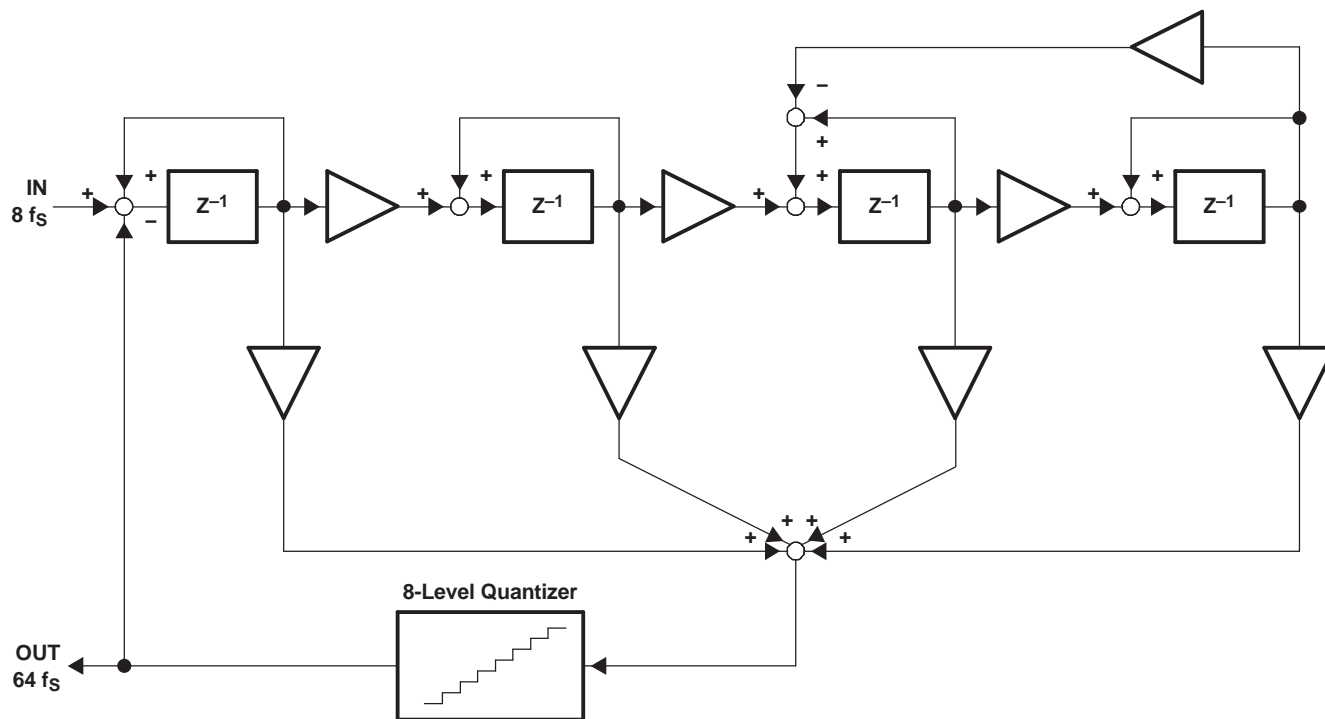 −
+
+ + + + +
IN + Z–1 + Z–1 + Z–1 + Z–1
8 fS −
+ +
+ +
8-Level Quantizer
OUT
64 fS